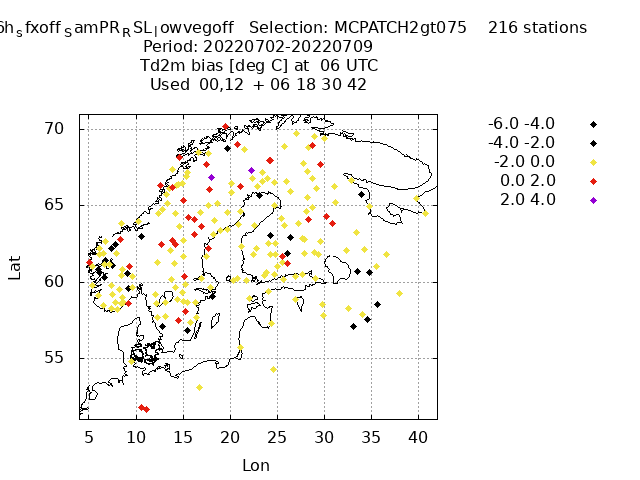 6h_sfxoff_SamPR_RSL_lowvegoff Selection: MCPATCH2gt075 216 stations
Period: 20220702-20220709
Td2m bias [deg C] at 06 UTC
Used 00,12 + 06 18 30 42
-6.0 -4.0
-4.0 -2.0
-2.0 0.0
0.0 2.0
2.0 4.0
70
65
60
55
Lat
5 10 15 20 25 30 35 40
Lon